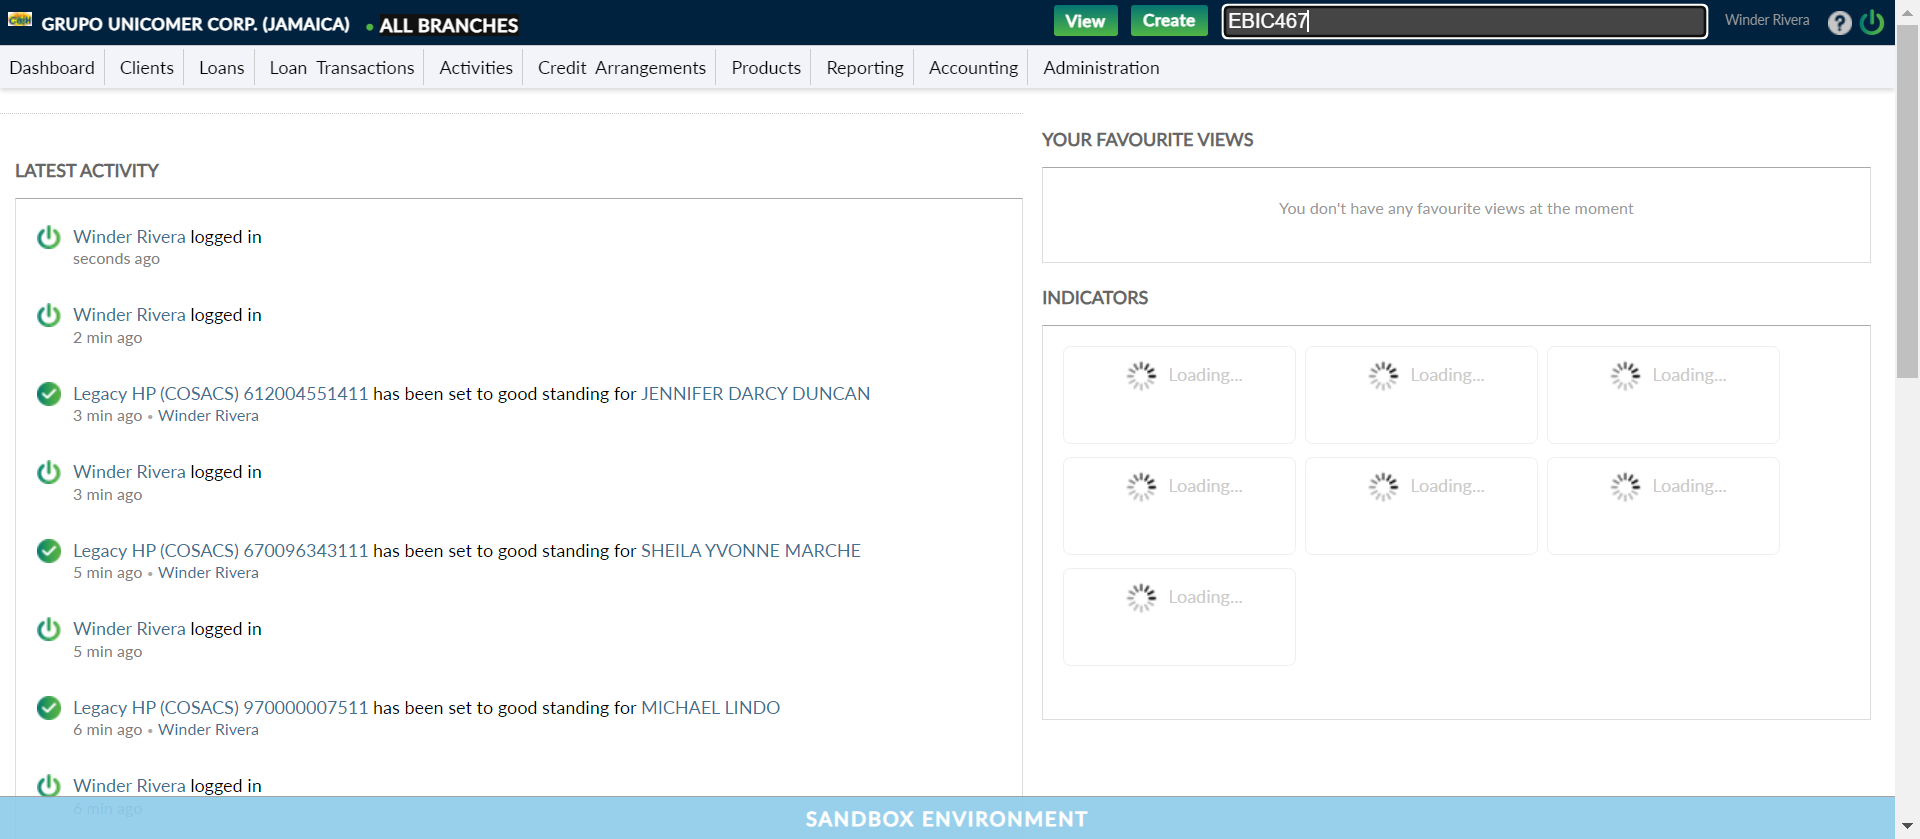 CASH
GRUPO UNICOMER CORP. (JAMAICA) • ALL BRANCHES
View
Create
EBIC467
Winder Rivera
?
Dashboard
Clients
Loans
Loan Transactions
Activities
Credit Arrangements
Products
Reporting
Accounting
Administration
LATEST ACTIVITY
Winder Rivera logged in
seconds ago
Winder Rivera logged in
2 min ago
Legacy HP (COSACS) 612004551411 has been set to good standing for JENNIFER DARCY DUNCAN
3 min ago • Winder Rivera
Winder Rivera logged in
3 min ago
Legacy HP (COSACS) 670096343111 has been set to good standing for SHEILA YVONNE MARCHE
5 min ago • Winder Rivera
Winder Rivera logged in
5 min ago
Legacy HP (COSACS) 970000007511 has been set to good standing for MICHAEL LINDO
6 min ago • Winder Rivera
Winder Rivera logged in
6 min ago
YOUR FAVOURITE VIEWS
You don't have any favourite views at the moment
INDICATORS
Loading...
Loading...
Loading...
Loading...
Loading...
Loading...
Loading...
SANDBOX ENVIRONMENT